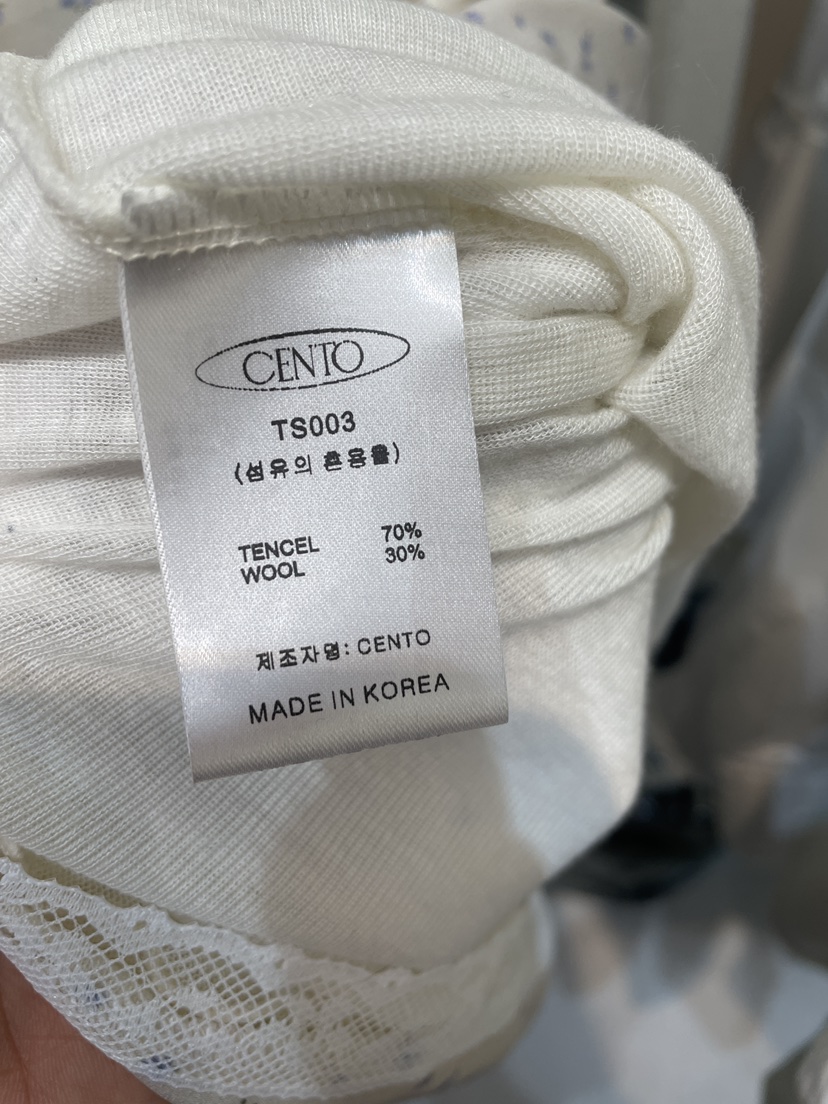 CENTO
TS003
(섬유의 혼용율)
TENCEL 70%
WOOL 30%
제조자명: CENTO
MADE IN KOREA